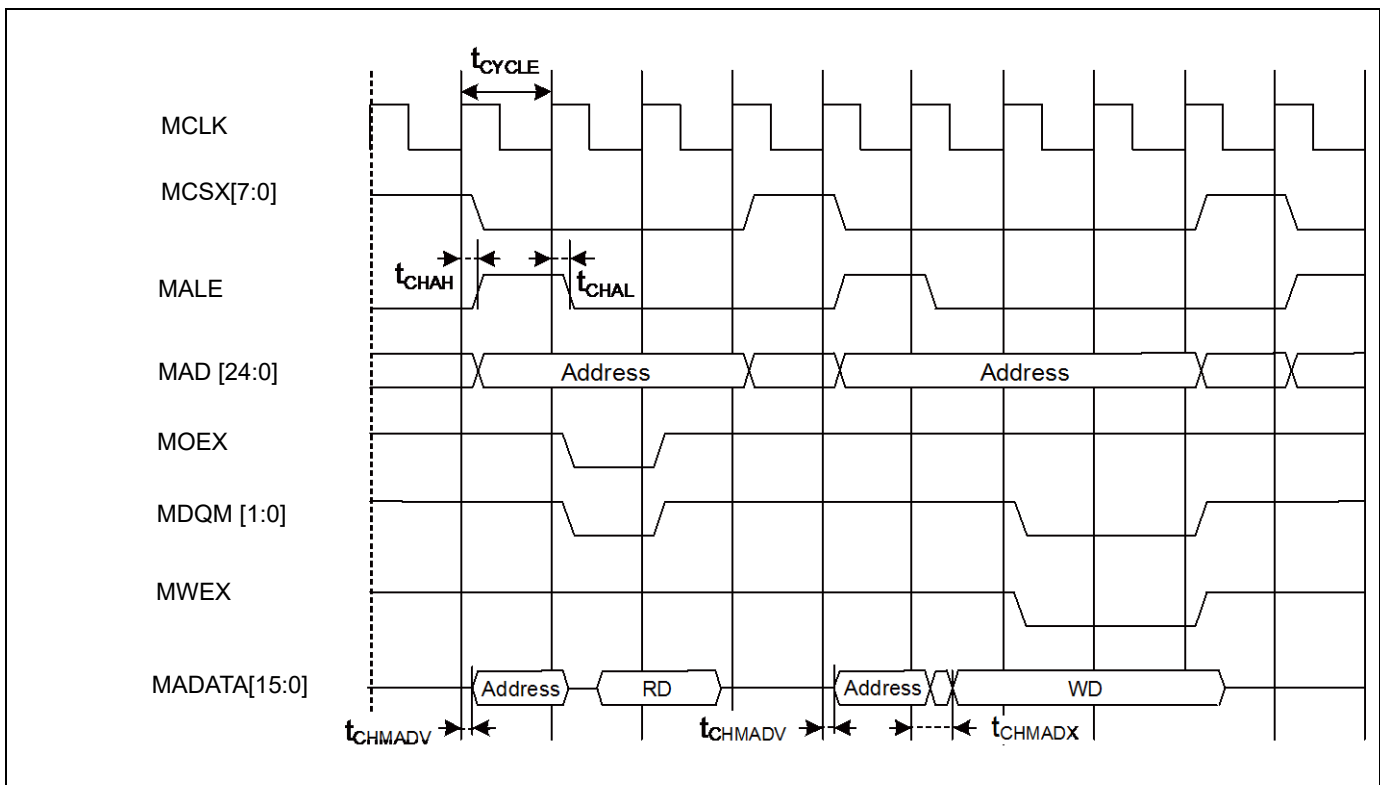 tCYCLE
MCLK
MCSX[7:0]
tCHAH
tCHAL
MALE
MAD [24:0]
Address
Address
MOEX
MDQM [1:0]
MWEX
MADATA[15:0]
Address
RD
Address
WD
tCHMADV
tCHMADV
tCHMADX